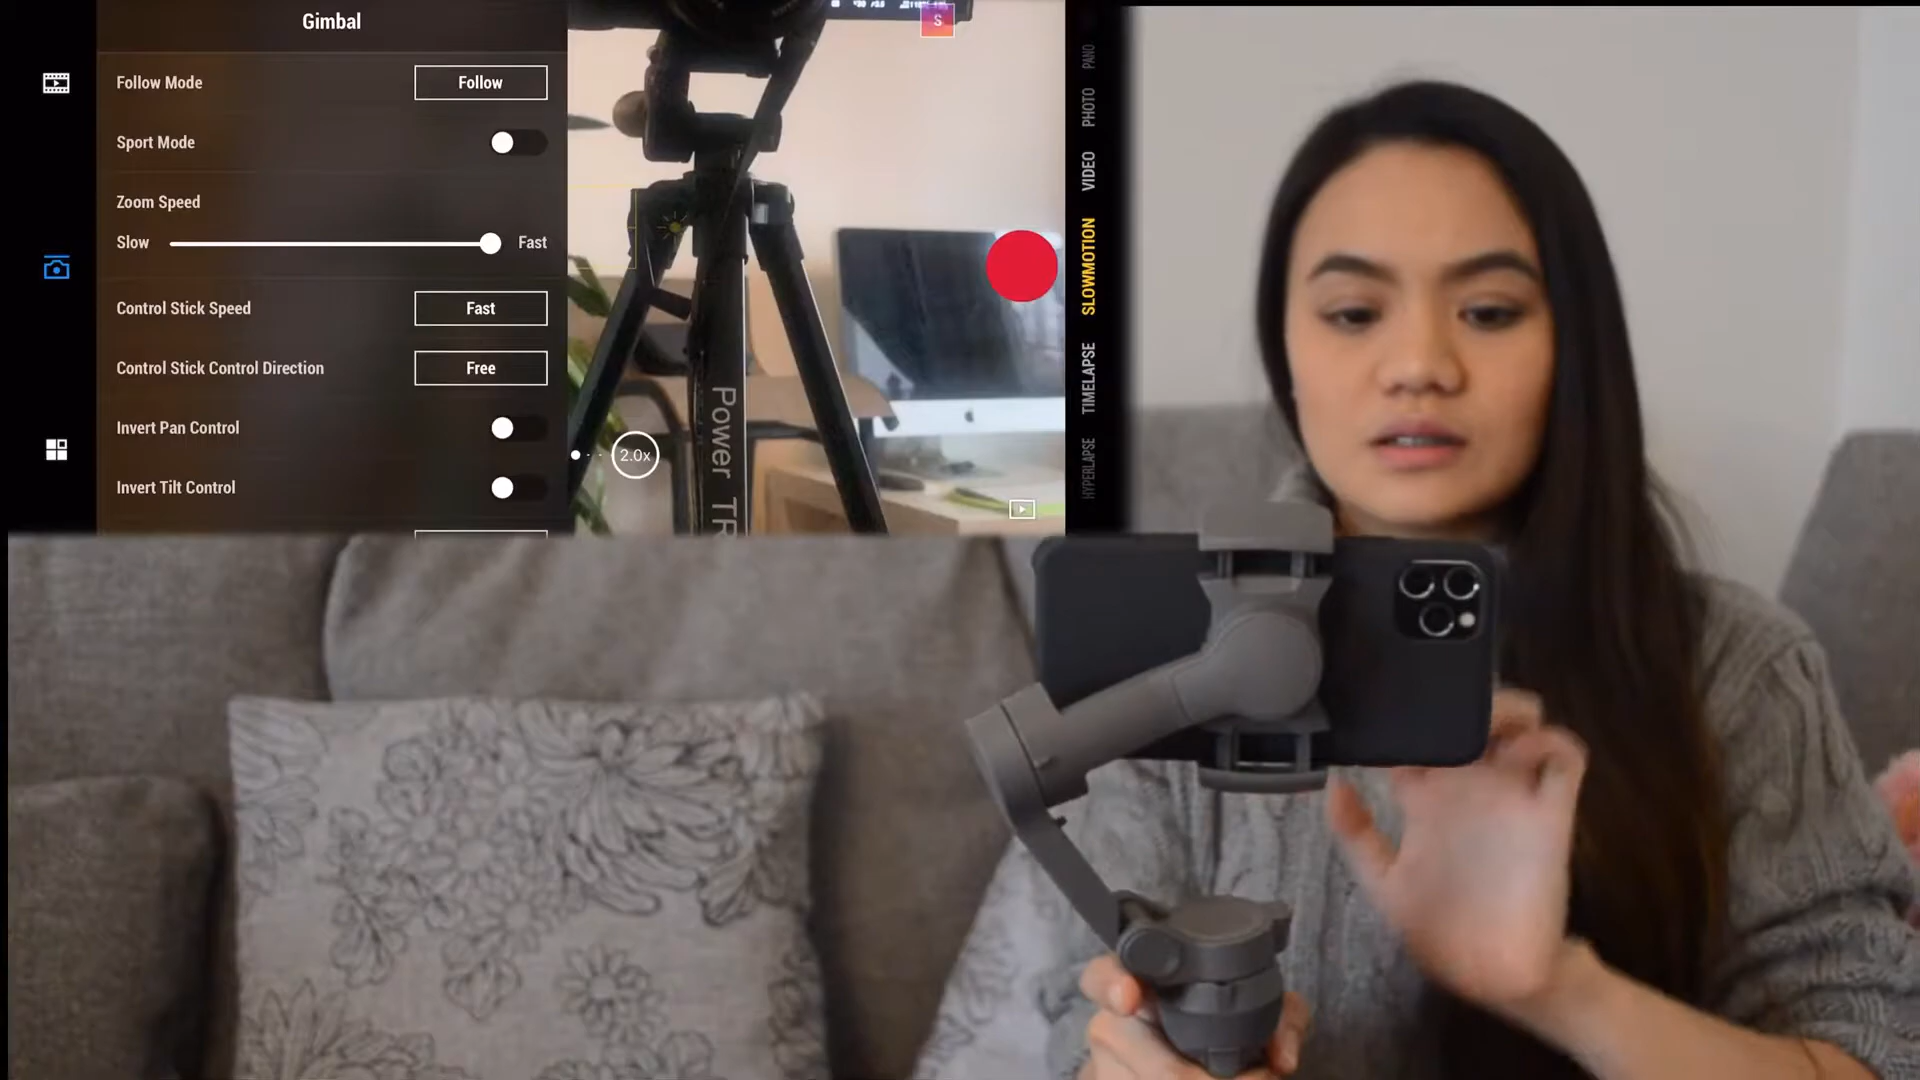 Gimbal
Follow Mode Follow
Sport Mode
Zoom Speed
Slow Fast
Control Stick Speed Fast
Control Stick Control Direction Free
Invert Pan Control
Invert Tilt Control
S
2.0x
Power TR
PANO
PHOTO
VIDEO
SLOWMOTION
TIMELAPSE
HYPERLAPSE